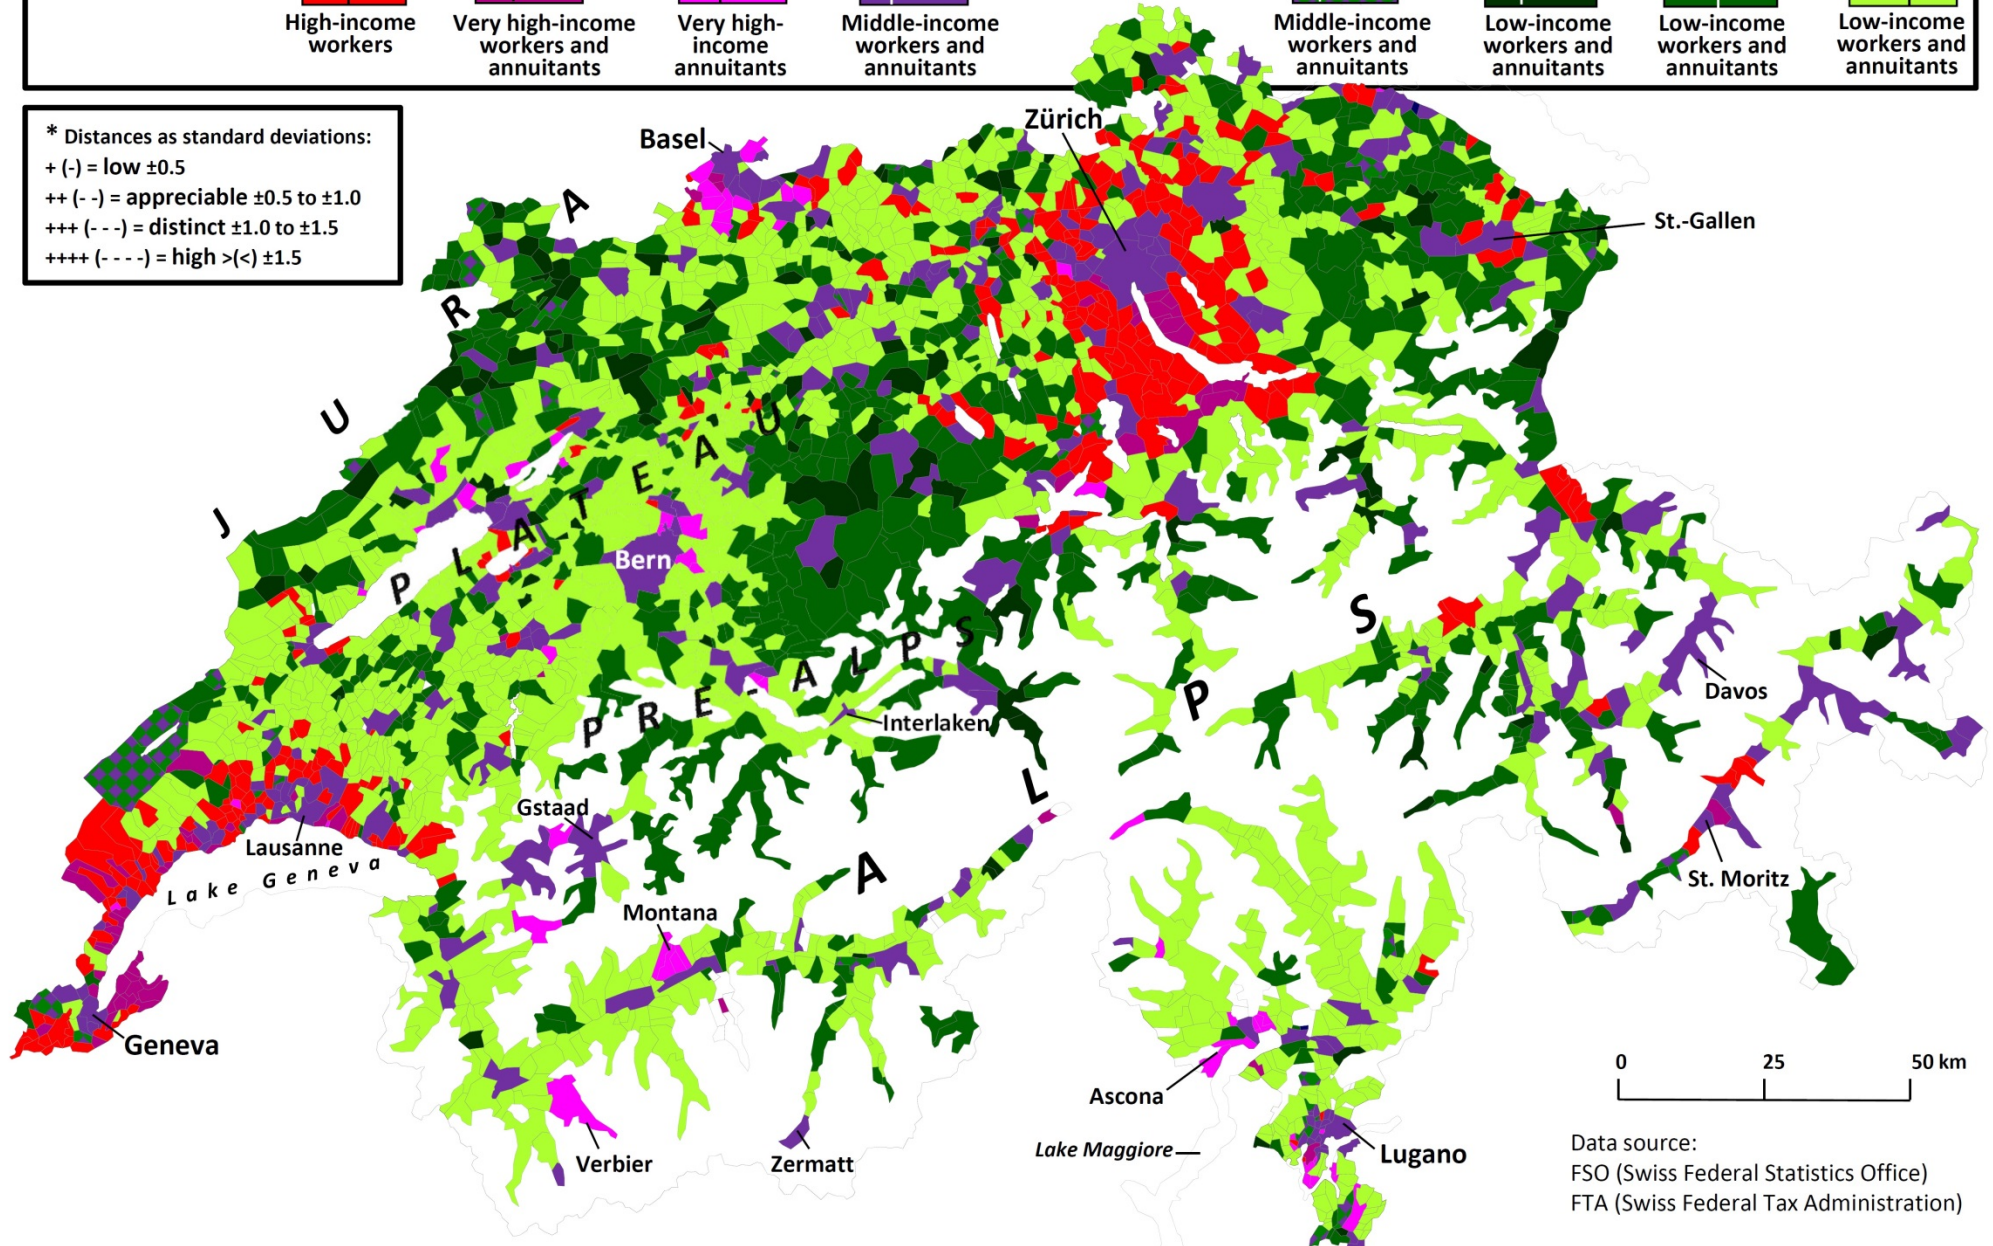 High-income
workers
Very high-income
workers and
annuitants
Very high-
income
annuitants
Middle-income
workers and
annuitants
Middle-income
workers and
annuitants
Low-income
workers and
annuitants
Low-income
workers and
annuitants
Low-income
workers and
annuitants
* Distances as standard deviations:
+ (-) = low ±0.5
++ (- -) = appreciable ±0.5 to ±1.0
+++ (- - -) = distinct ±1.0 to ±1.5
++++ (- - - -) = high >(<) ±1.5
Basel
Zürich
St.-Gallen
JURA
PLATEAU
Bern
PRE-ALPS
ALPS
Interlaken
Davos
Gstaad
Lausanne
Lake Geneva
St. Moritz
Montana
Geneva
Ascona
Lake Maggiore
Lugano
Verbier
Zermatt
0 25 50 km
Data source:
FSO (Swiss Federal Statistics Office)
FTA (Swiss Federal Tax Administration)